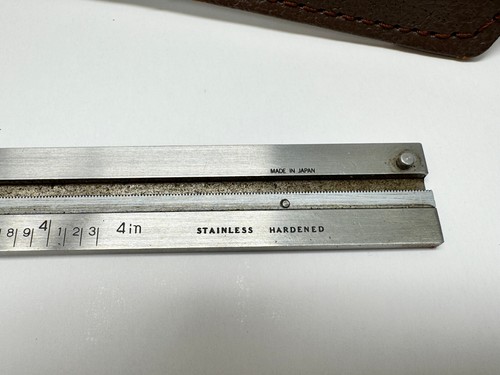 MADE IN JAPAN
8 9 4 1 2 3 4in STAINLESS HARDENED